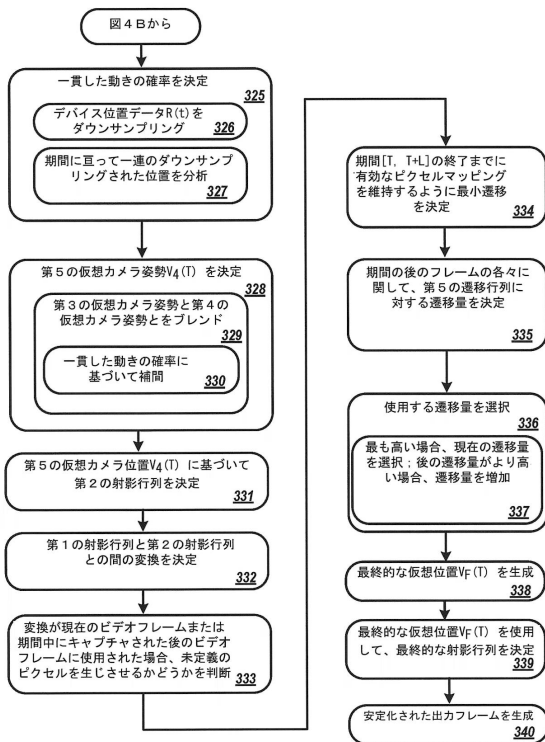 図4Bから
一貫した動きの確率を決定
325
デバイス位置データR(t)を
ダウンサンプリング
326
期間に亘って一連のダウンサンプ
リングされた位置を分析
327
第5の仮想カメラ姿勢V4(T)を決定
328
第3の仮想カメラ姿勢と第4の
仮想カメラ姿勢とをブレンド
329
一貫した動きの確率に
基づいて補間
330
第5の仮想カメラ位置V4(T)に基づいて
第2の射影行列を決定
331
第1の射影行列と第2の射影行列
との間の変換を決定
332
変換が現在のビデオフレームまたは
期間中にキャプチャされた後のビデオ
フレームに使用された場合、未定義の
ピクセルを生じさせるかどうかを判断
333
期間[T, T+L]の終了までに
有効なピクセルマッピング
を維持するように最小遷移
を決定
334
期間の後のフレームの各々に
関して、第5の遷移行列に
対する遷移量を決定
335
使用する遷移量を選択
336
最も高い場合、現在の遷移量
を選択;後の遷移量がより高
い場合、遷移量を増加
337
最終的な仮想位置VF(T)を生成
338
最終的な仮想位置VF(T)を使用
して、最終的な射影行列を決定
339
安定化された出力フレームを生成
340